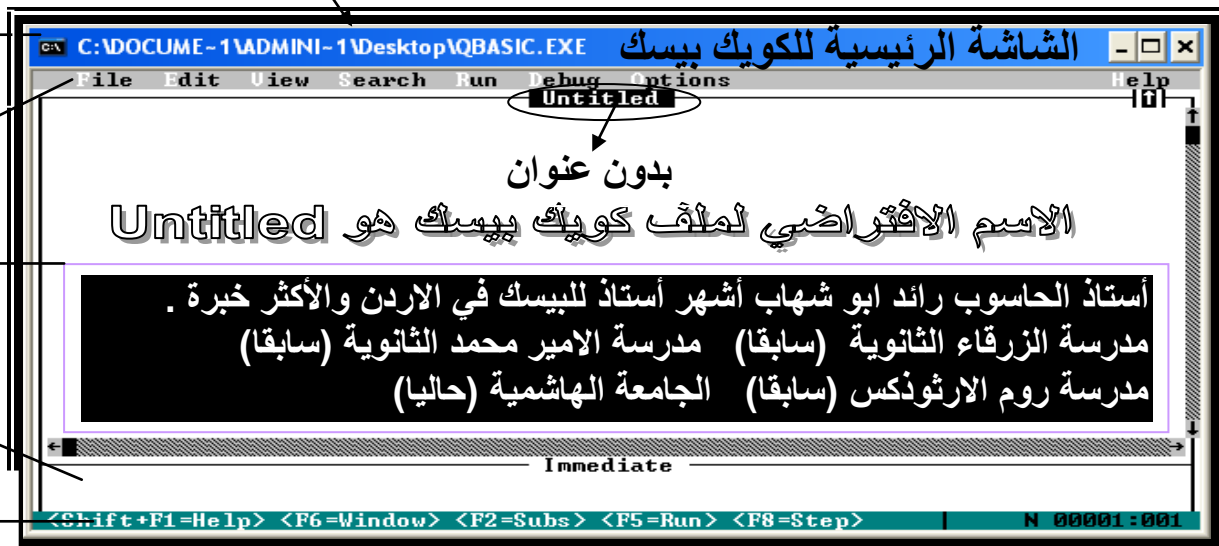 C:\DOCUME~1\ADMINI~1\Desktop\QBASIC.EXE الشاشة الرئيسية للكويك بيسك
File Edit View Search Run Debug Options Help
Untitled
بدون عنوان
الاسم الافتراضي لملف كويك بيسك هو Untitled
أستاذ الحاسوب رائد ابو شهاب أشهر أستاذ للبيسك في الاردن والأكثر خبرة .
مدرسة الزرقاء الثانوية (سابقا) مدرسة الامير محمد الثانوية (سابقا)
مدرسة روم الارثوذكس (سابقا) الجامعة الهاشمية (حاليا)
Immediate
<Shift+F1=Help> <F6=Window> <F2=Subs> <F5=Run> <F8=Step> N 00001:001